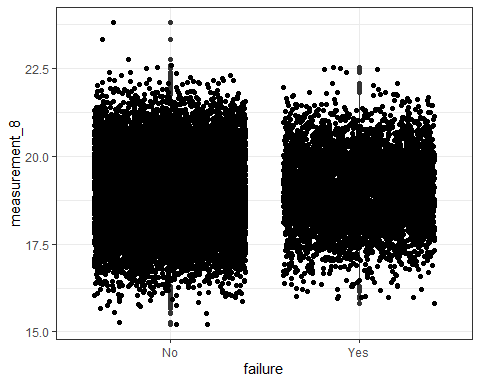 measurement_8
22.5
20.0
17.5
15.0
No
Yes
failure